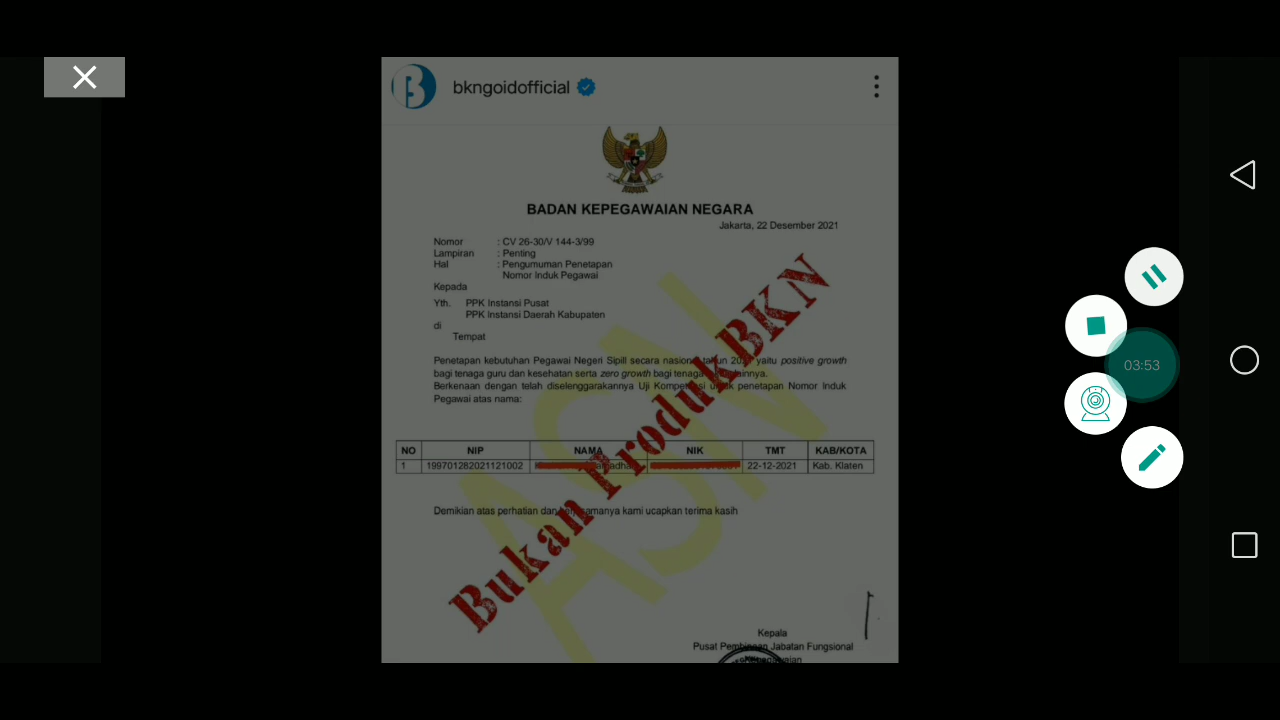 bkngoidofficial
BADAN KEPEGAWAIAN NEGARA
Jakarta, 22 Desember 2021
Nomor : CV 26-30/V 144-3/99
Lampiran : Penting
Hal : Pengumuman Penetapan
Nomor Induk Pegawai
Kepada
Yth. PPK Instansi Pusat
PPK Instansi Daerah Kabupaten
di
Tempat
Penetapan kebutuhan Pegawai Negeri Sipill secara nasional tahun yaitu positive growth
bagi tenaga guru dan kesehatan serta zero growth bagi tenaga
Berkenaan dengan telah diselenggarakannya Uji Kompetensi untuk penetapan Nomor Induk
Pegawai atas nama:
NO NIP NAMA NIK TMT KAB/KOTA
1 199701282021121002 22-12-2021 Kab. Klaten
Demikian atas perhatian dan kerjasamanya kami ucapkan terima kasih
Bukan Produk BKN
ASN
Kepala
Pusat Pembinaan Jabatan Fungsional
Kepegawaian
03:53